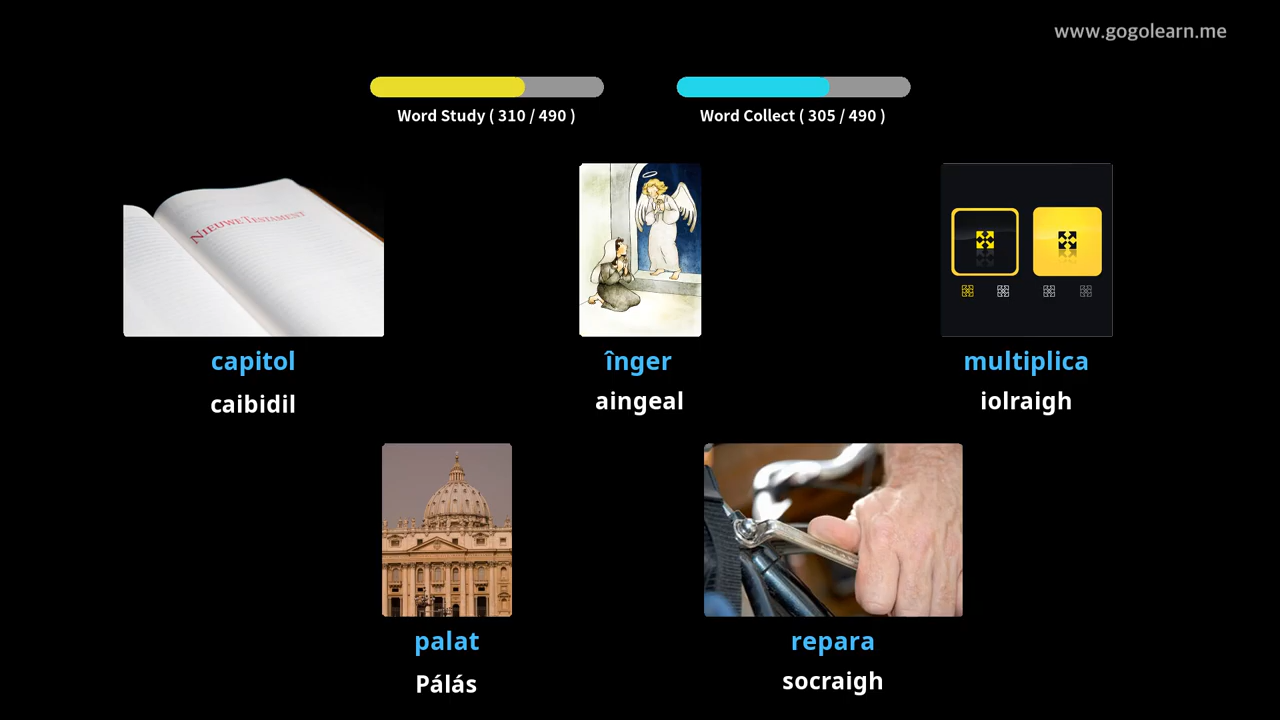 www.gogolearn.me
Word Study ( 310 / 490 )
Word Collect ( 305 / 490 )
NIEUWE TESTAMENT
capitol
înger
multiplica
caibidil
aingeal
iolraigh
palat
repara
Pálás
socraigh